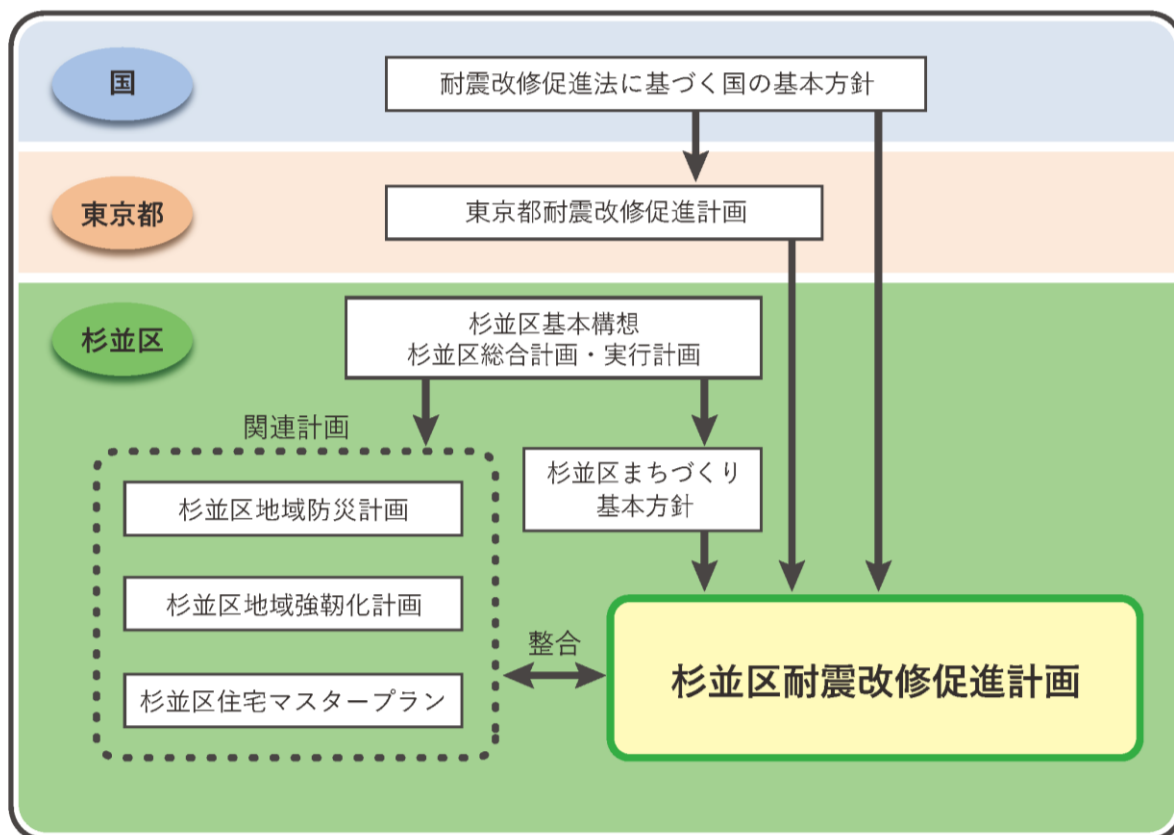 国
耐震改修促進法に基づく国の基本方針
東京都
東京都耐震改修促進計画
杉並区
杉並区基本構想
杉並区総合計画・実行計画
関連計画
杉並区地域防災計画
杉並区地域強靭化計画
杉並区住宅マスタープラン
杉並区まちづくり
基本方針
整合
杉並区耐震改修促進計画